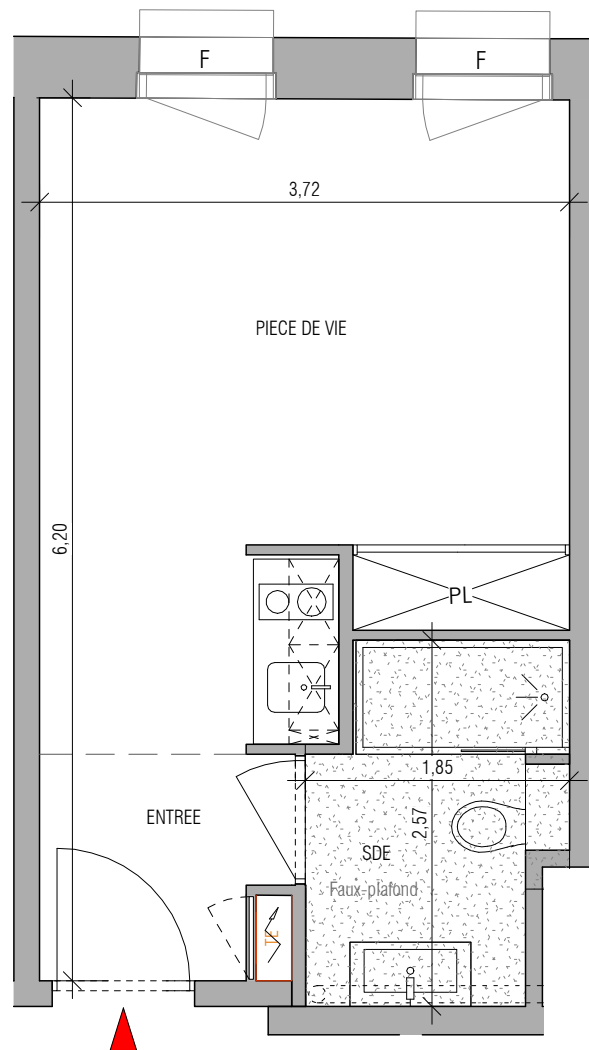 F
F
3,72
PIECE DE VIE
6,20
PL
1,85
2,57
ENTREE
SDE
Faux-plafond
TE